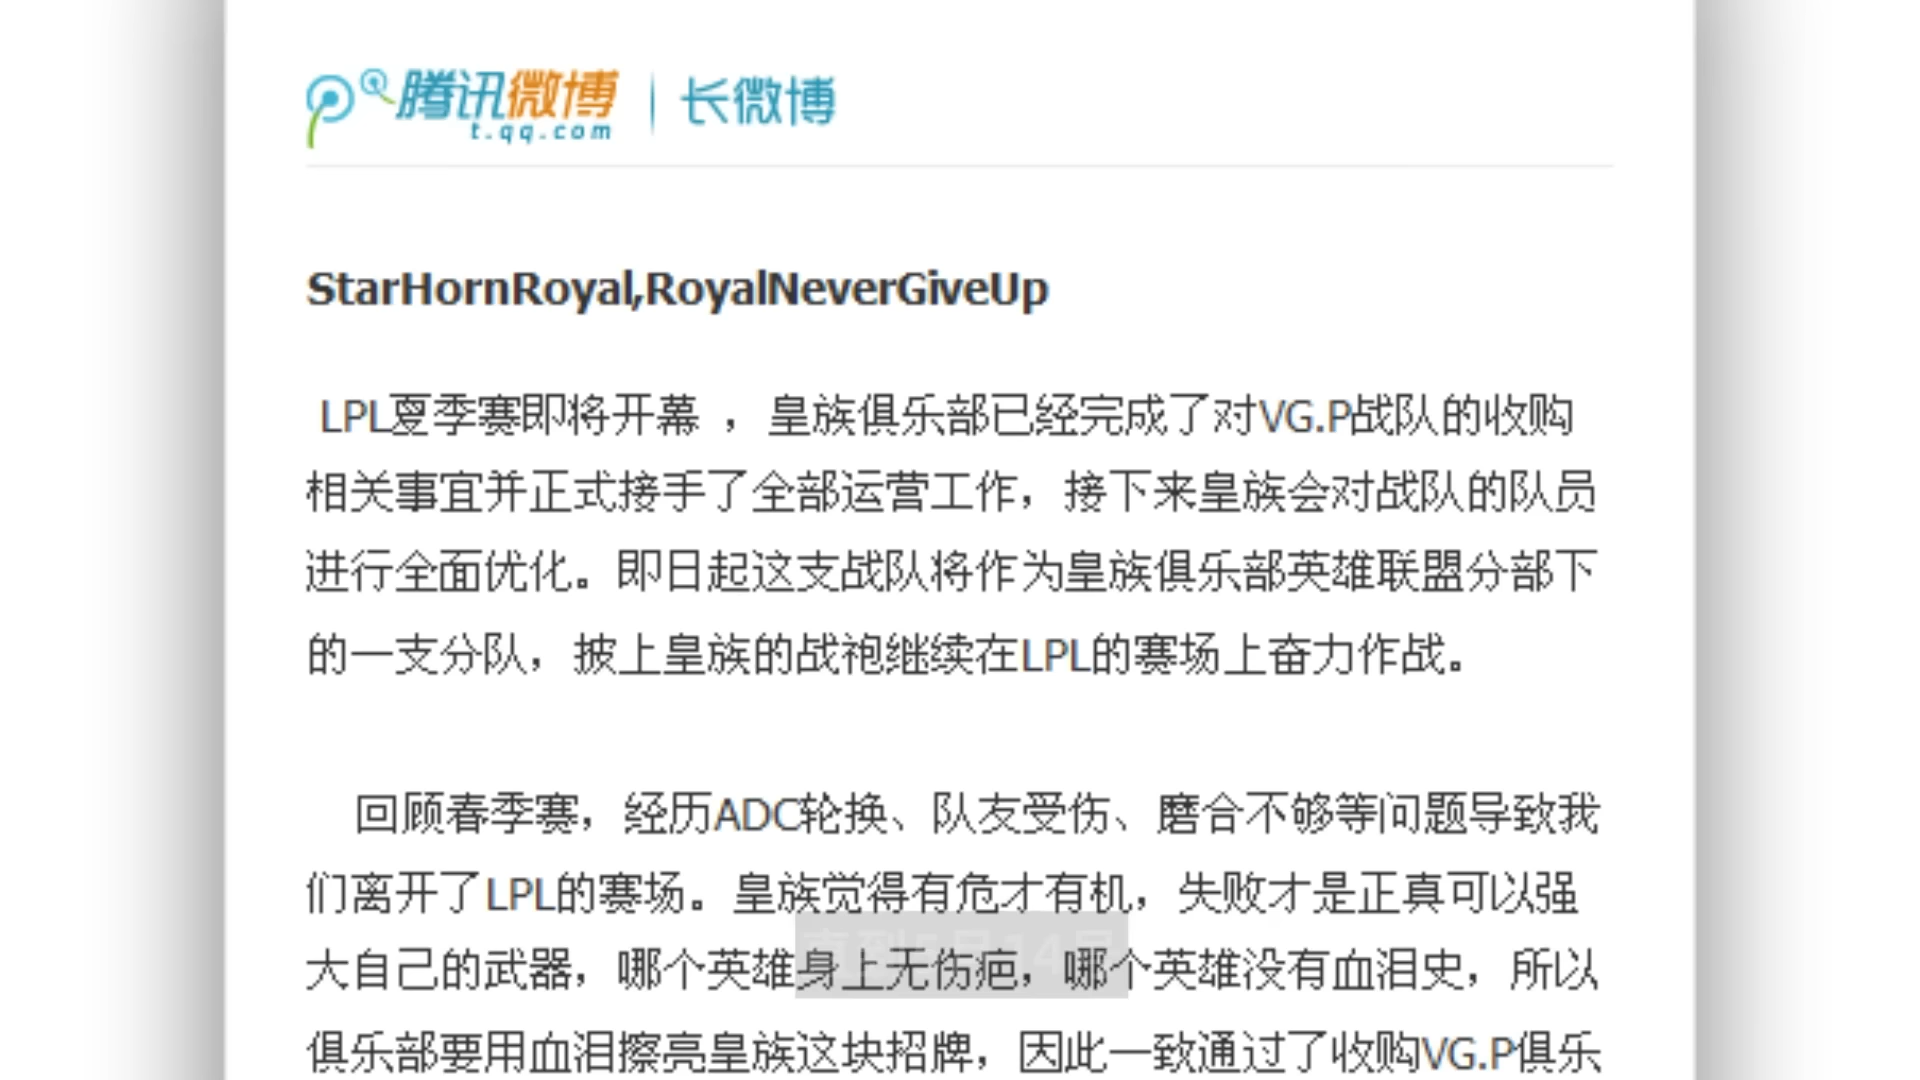 腾讯微博 | 长微博
t.qq.com
StarHornRoyal,RoyalNeverGiveUp
LPL夏季赛即将开幕 ，皇族俱乐部已经完成了对VG.P战队的收购
相关事宜并正式接手了全部运营工作，接下来皇族会对战队的队员
进行全面优化。即日起这支战队将作为皇族俱乐部英雄联盟分部下
的一支分队，披上皇族的战袍继续在LPL的赛场上奋力作战。
回顾春季赛，经历ADC轮换、队友受伤、磨合不够等问题导致我
们离开了LPL的赛场。皇族觉得有危才有机，失败才是正真可以强
大自己的武器，哪个英雄身上无伤疤，哪个英雄没有血泪史，所以
俱乐部要用血泪擦亮皇族这块招牌，因此一致通过了收购VG.P俱乐